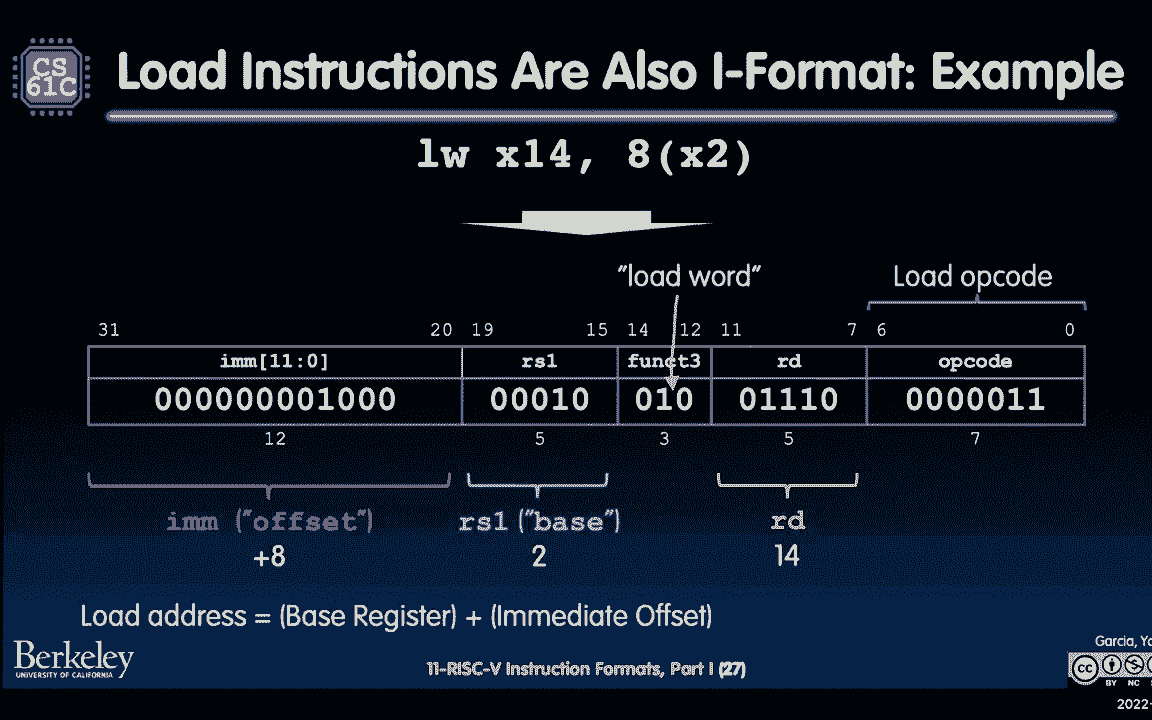 CS
61C
Load Instructions Are Also I-Format: Example
lw x14, 8(x2)
"load word"
Load opcode
31 20 19 15 14 12 11 7 6 0
imm[11:0] rs1 funct3 rd opcode
000000001000 00010 010 01110 0000011
12 5 3 5 7
imm ("offset") rs1 ("base") rd
+8 2 14
Load address = (Base Register) + (Immediate Offset)
Berkeley
UNIVERSITY OF CALIFORNIA
11-RISC-V Instruction Formats, Part I (27)
Garcia,
cc
BY NC
2022-